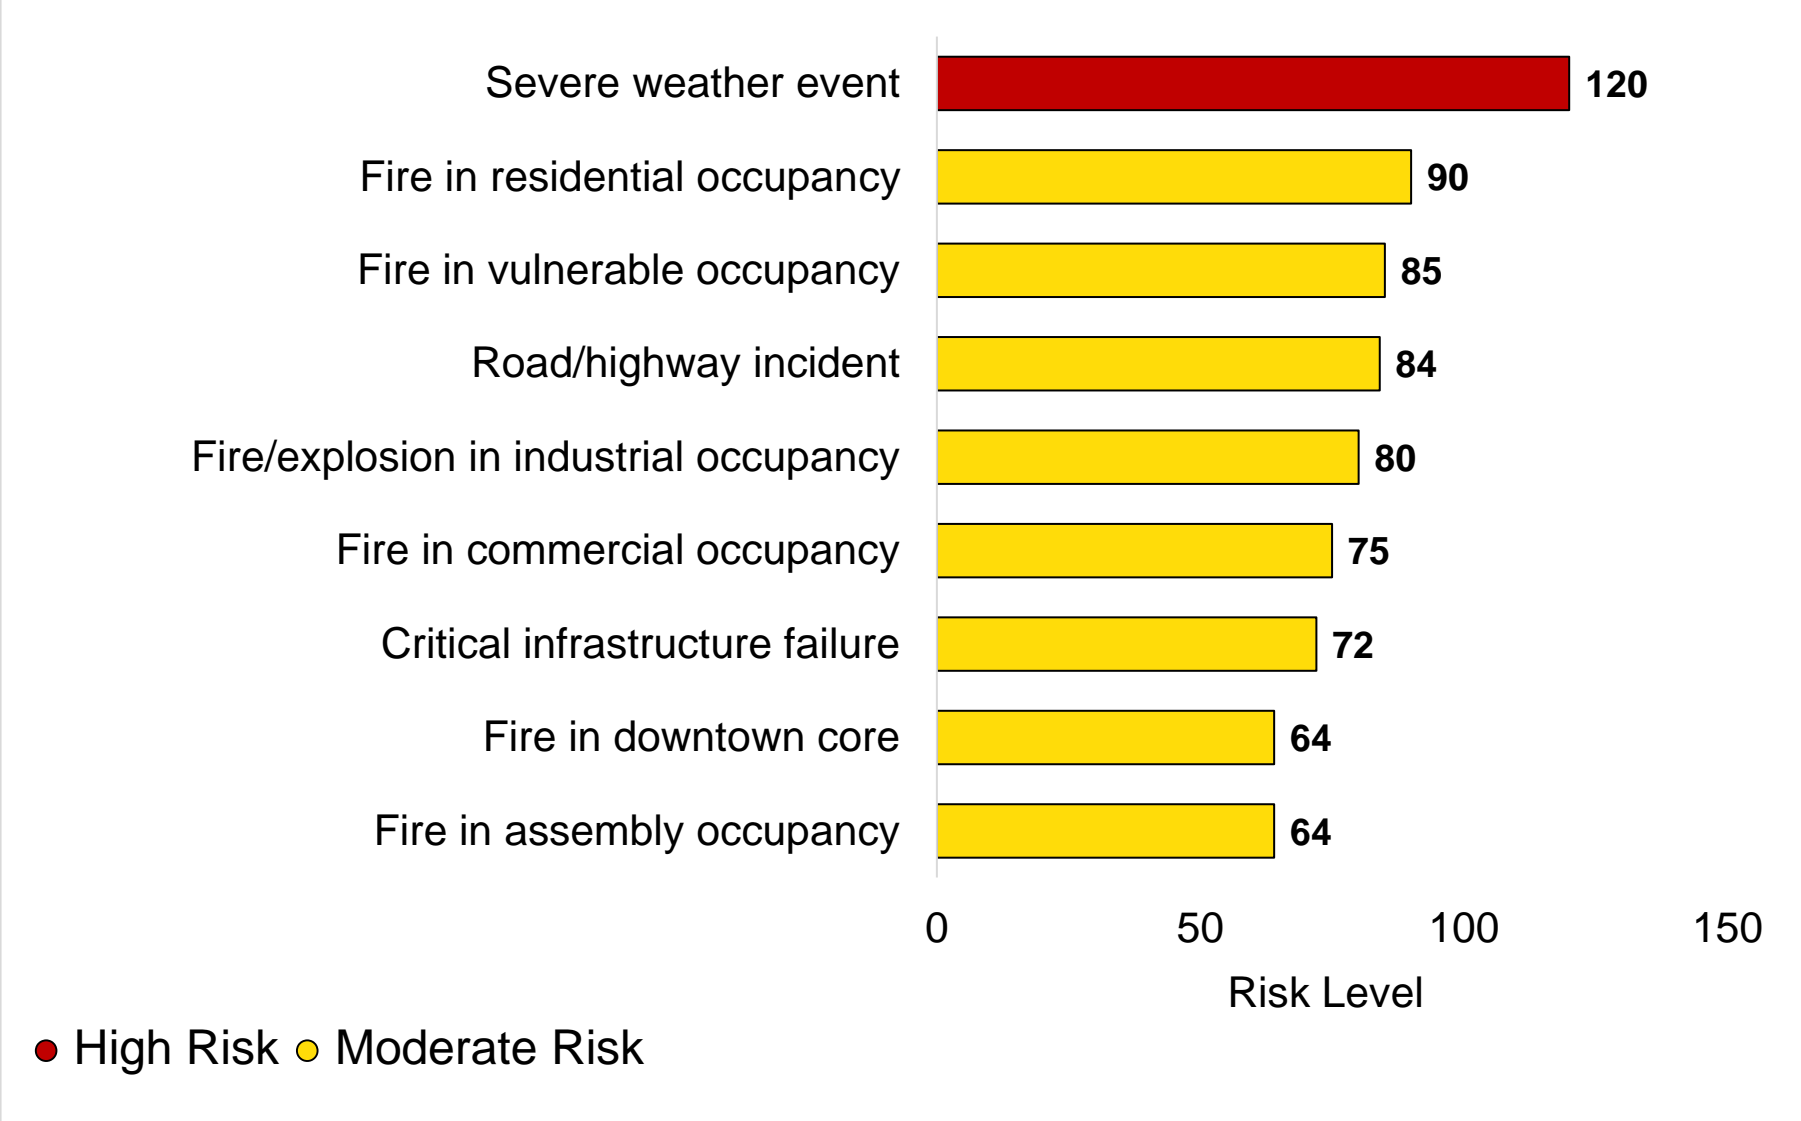 Severe weather event 120
Fire in residential occupancy 90
Fire in vulnerable occupancy 85
Road/highway incident 84
Fire/explosion in industrial occupancy 80
Fire in commercial occupancy 75
Critical infrastructure failure 72
Fire in downtown core 64
Fire in assembly occupancy 64
0 50 100 150
Risk Level
High Risk Moderate Risk